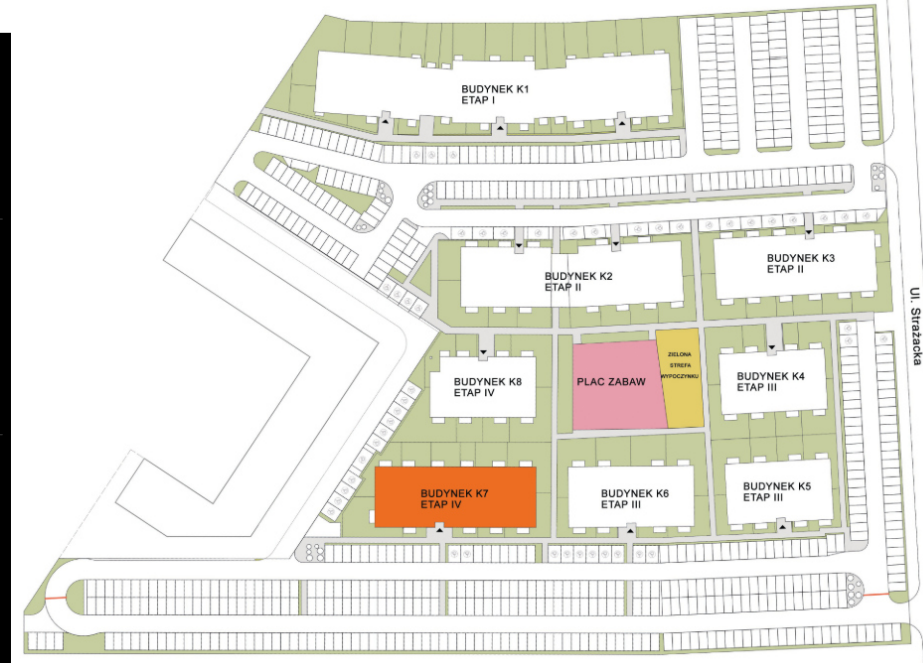 BUDYNEK K1
ETAP I
BUDYNEK K2
ETAP II
BUDYNEK K3
ETAP II
Ul. Strażacka
BUDYNEK K8
ETAP IV
PLAC ZABAW
ZIELONA
STREFA
WYPOCZYNKU
BUDYNEK K4
ETAP III
BUDYNEK K7
ETAP IV
BUDYNEK K6
ETAP III
BUDYNEK K5
ETAP III